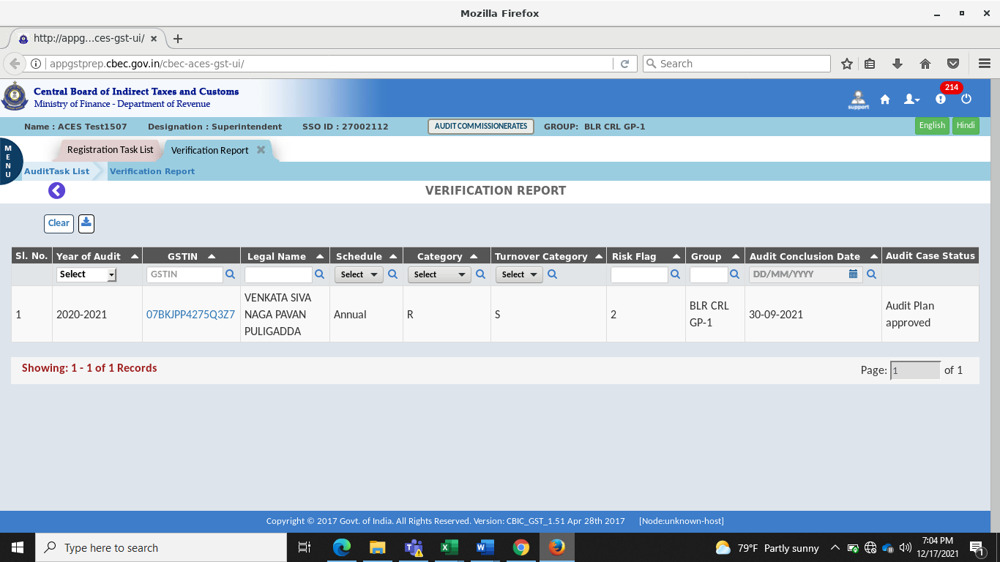 Mozilla Firefox
http://appg...ces-gst-ui/
appgstprep.cbec.gov.in/cbec-aces-gst-ui/
Search
Central Board of Indirect Taxes and Customs
Ministry of Finance - Department of Revenue
support
214
Name : ACES Test1507 Designation : Superintendent SSO ID : 27002112 AUDIT COMMISSIONERATES GROUP: BLR CRL GP-1 English Hindi
MENU
Registration Task List Verification Report
AuditTask List Verification Report
VERIFICATION REPORT
Clear
Sl. No. Year of Audit GSTIN Legal Name Schedule Category Turnover Category Risk Flag Group Audit Conclusion Date Audit Case Status
Select GSTIN Select Select Select DD/MM/YYYY
1 2020-2021 07BKJPP4275Q3Z7 VENKATA SIVA NAGA PAVAN PULIGADDA Annual R S 2 BLR CRL GP-1 30-09-2021 Audit Plan approved
Showing: 1 - 1 of 1 Records
Page: 1 of 1
Copyright © 2017 Govt. of India. All Rights Reserved. Version: CBIC_GST_1.51 Apr 28th 2017 [Node:unknown-host]
Type here to search
79°F Partly sunny
7:04 PM
12/17/2021
1